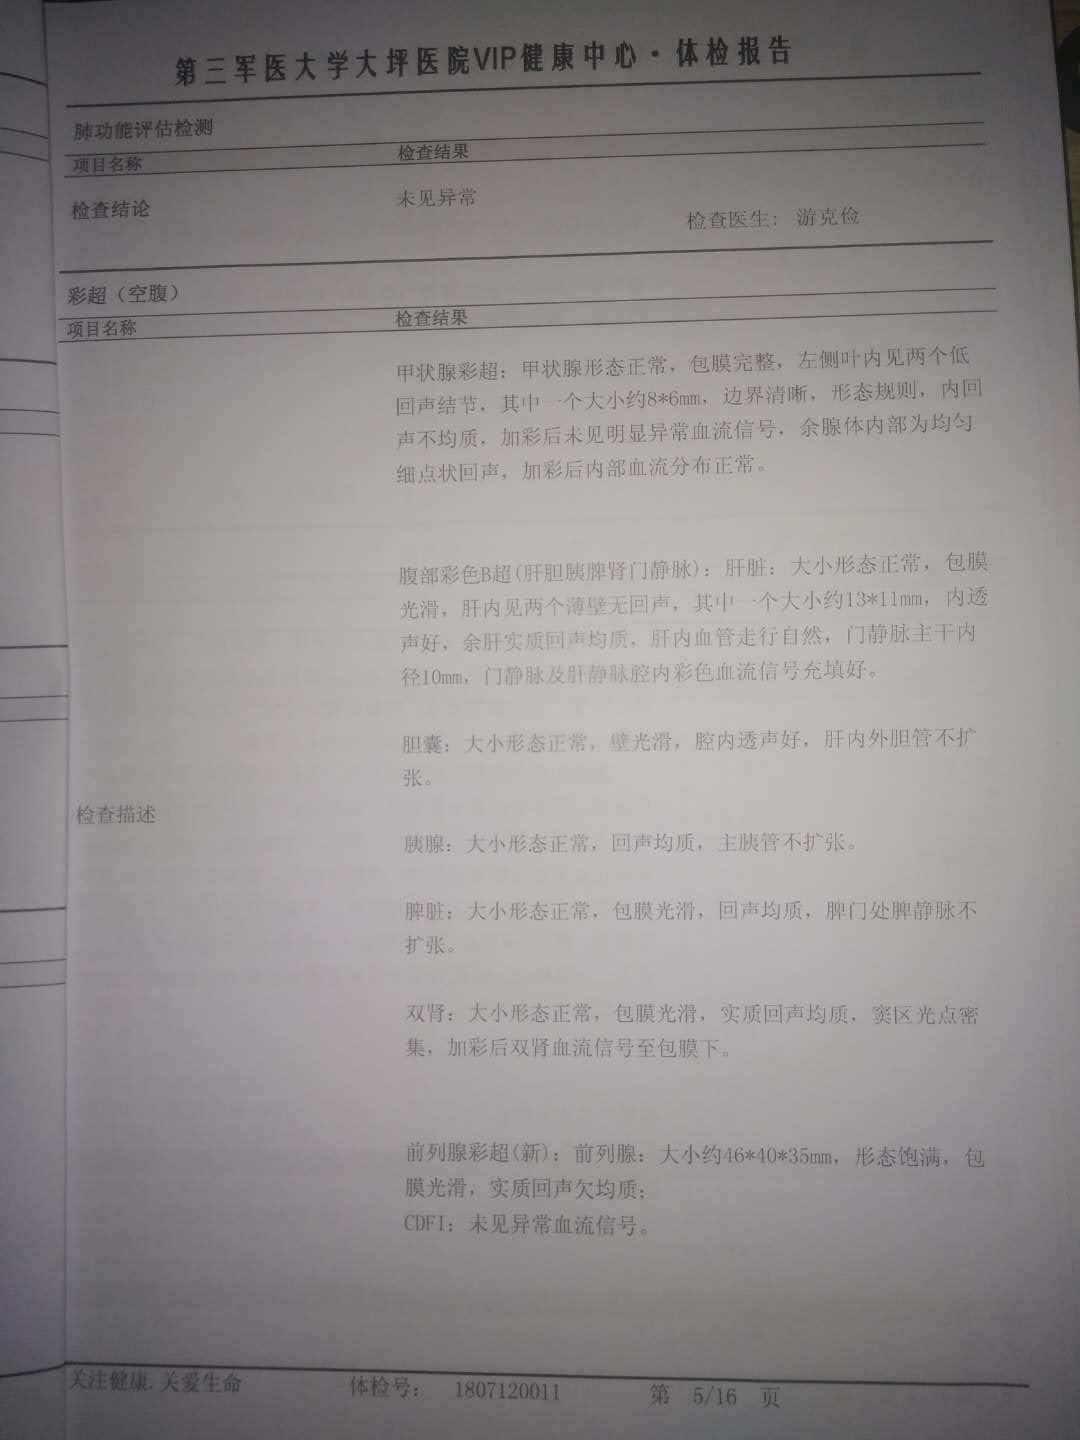 第三军医大学大坪医院VIP健康中心·体检报告
肺功能评估检测
项目名称 检查结果
检查结论 未见异常
检查医生: 游克俭
彩超（空腹）
项目名称 检查结果
甲状腺彩超：甲状腺形态正常，包膜完整，左侧叶内见两个低
回声结节，其中一个大小约8*6mm，边界清晰，形态规则，内回
声不均质，加彩后未见明显异常血流信号，余腺体内部为均匀
细点状回声，加彩后内部血流分布正常。
腹部彩色B超(肝胆胰脾肾门静脉)：肝脏：大小形态正常，包膜
光滑，肝内见两个薄壁无回声，其中一个大小约13*11mm，内透
声好，余肝实质回声均质，肝内血管走行自然，门静脉主干内
径10mm，门静脉及肝静脉腔内彩色血流信号充填好。
胆囊：大小形态正常，壁光滑，腔内透声好，肝内外胆管不扩
张。
检查描述
胰腺：大小形态正常，回声均质，主胰管不扩张。
脾脏：大小形态正常，包膜光滑，回声均质，脾门处脾静脉不
扩张。
双肾：大小形态正常，包膜光滑，实质回声均质，窦区光点密
集，加彩后双肾血流信号至包膜下。
前列腺彩超(新)：前列腺：大小约46*40*35mm，形态饱满，包
膜光滑，实质回声欠均质；
CDFI：未见异常血流信号。
关注健康.关爱生命 体检号： 1807120011 第 5/16 页